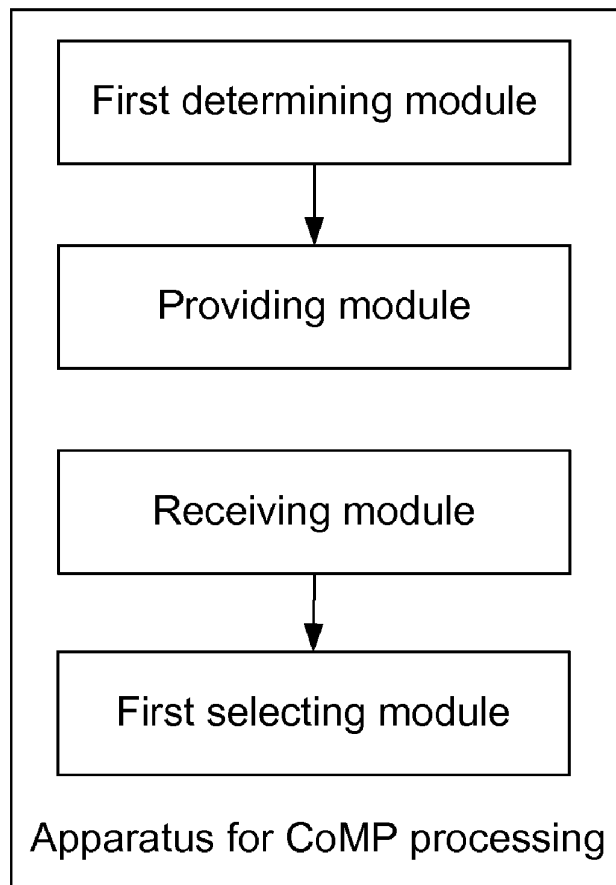 First determining module
Providing module
Receiving module
First selecting module
Apparatus for CoMP processing